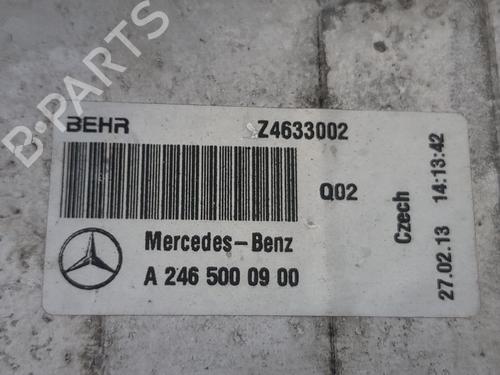 B-PARTS
BEHR Z4633002
Q02
Mercedes-Benz
A 246 500 09 00
Czech
27.02.13 14:13:42